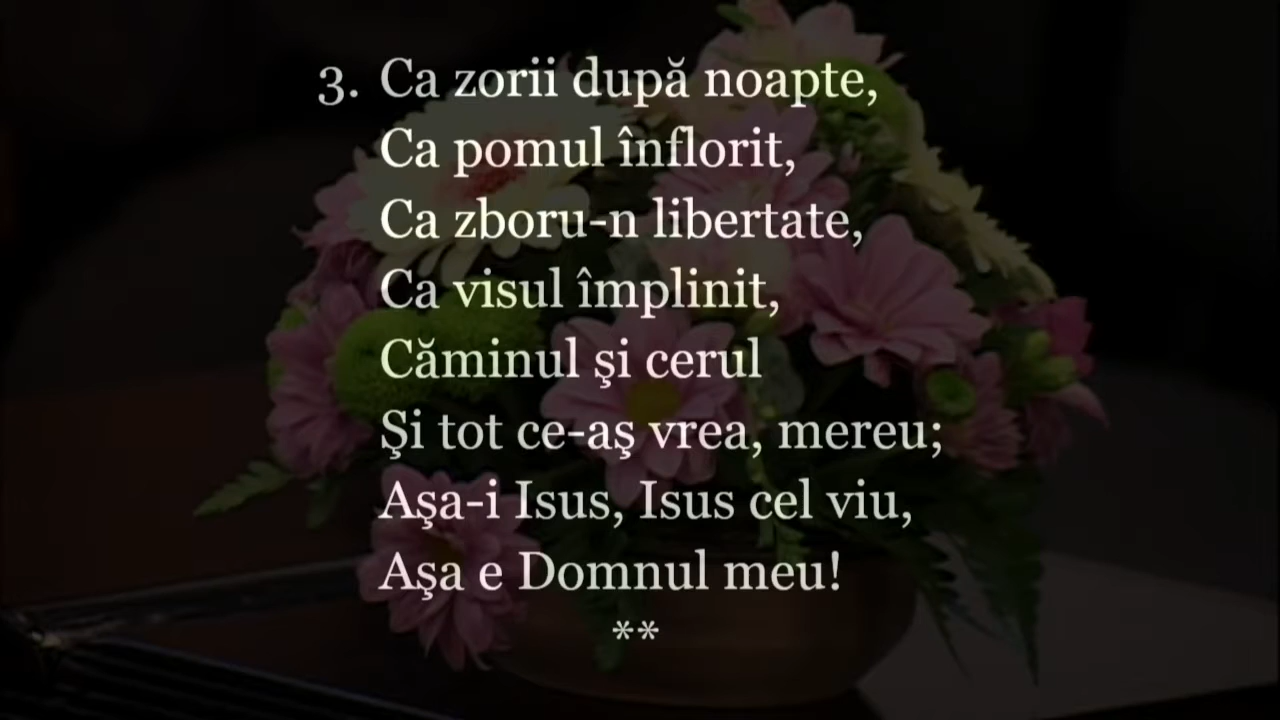 3. Ca zorii după noapte,
Ca pomul înflorit,
Ca zboru-n libertate,
Ca visul împlinit,
Căminul şi cerul
Şi tot ce-aş vrea, mereu;
Aşa-i Isus, Isus cel viu,
Aşa e Domnul meu!
**